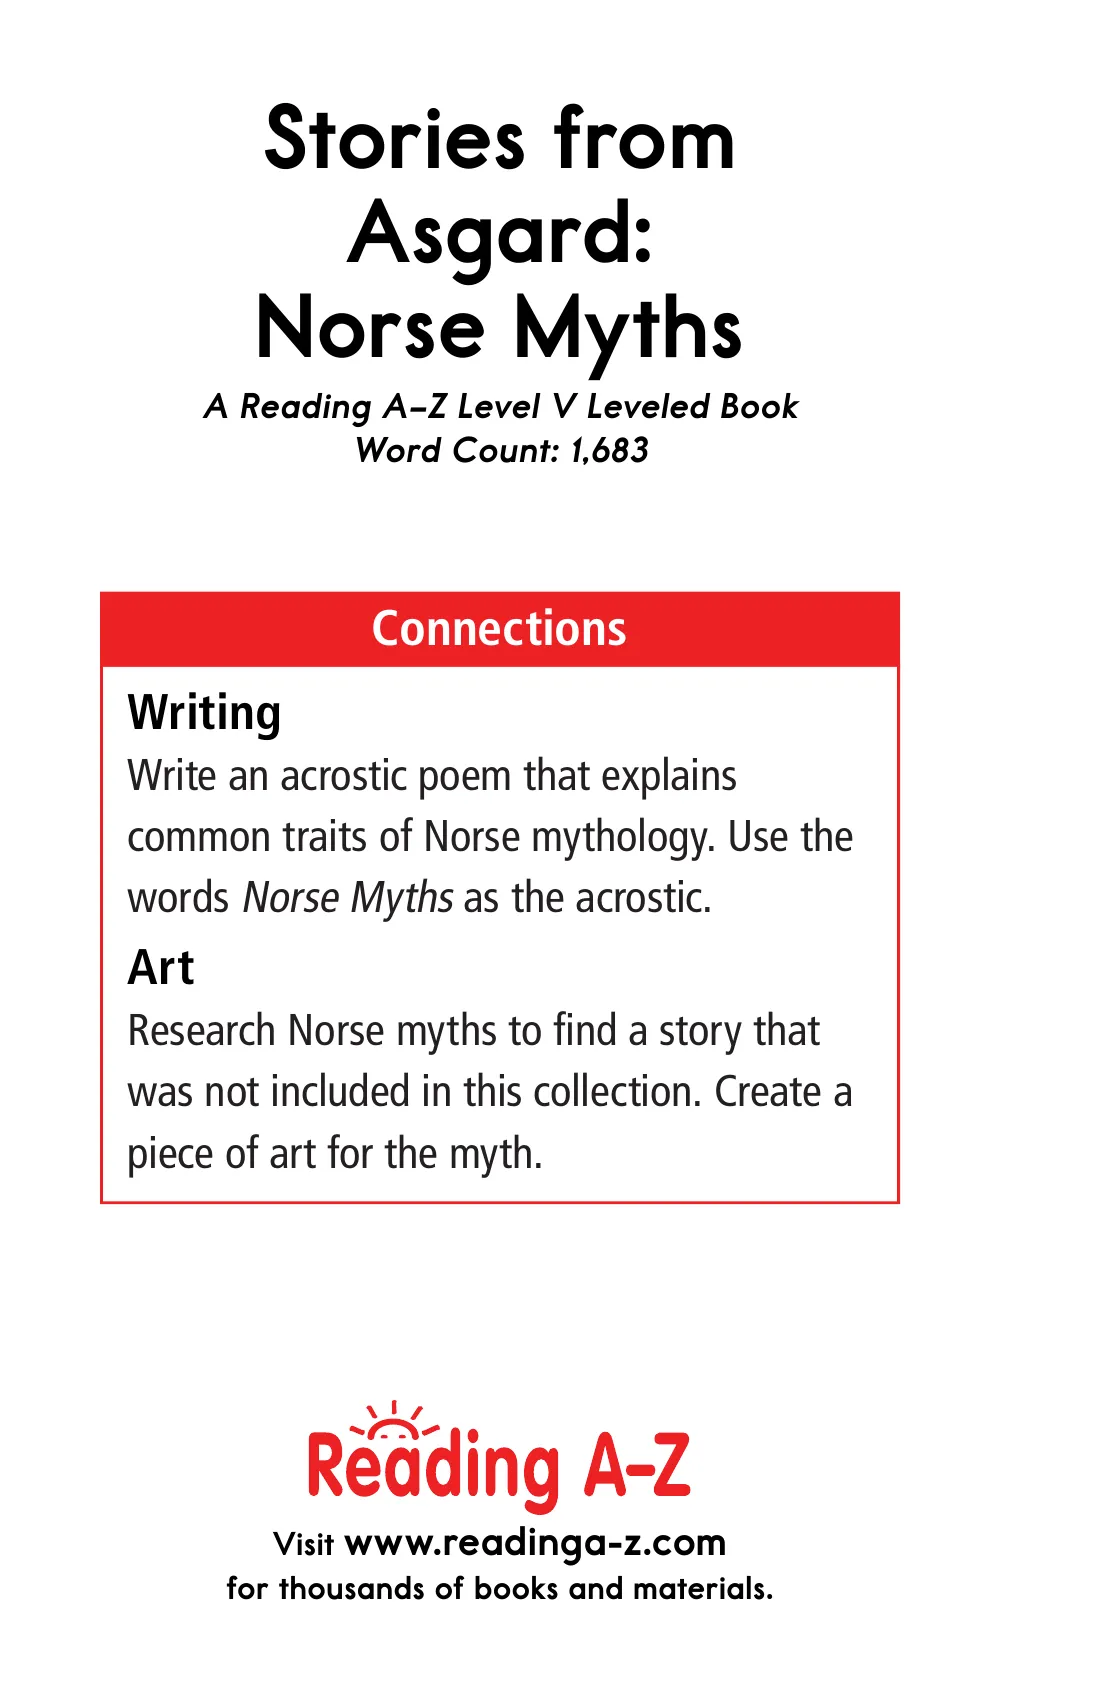 Stories from
Asgard:
Norse Myths
A Reading A–Z Level V Leveled Book
Word Count: 1,683
Connections
Writing
Write an acrostic poem that explains
common traits of Norse mythology. Use the
words Norse Myths as the acrostic.
Art
Research Norse myths to find a story that
was not included in this collection. Create a
piece of art for the myth.
Reading A–Z
Visit www.readinga-z.com
for thousands of books and materials.